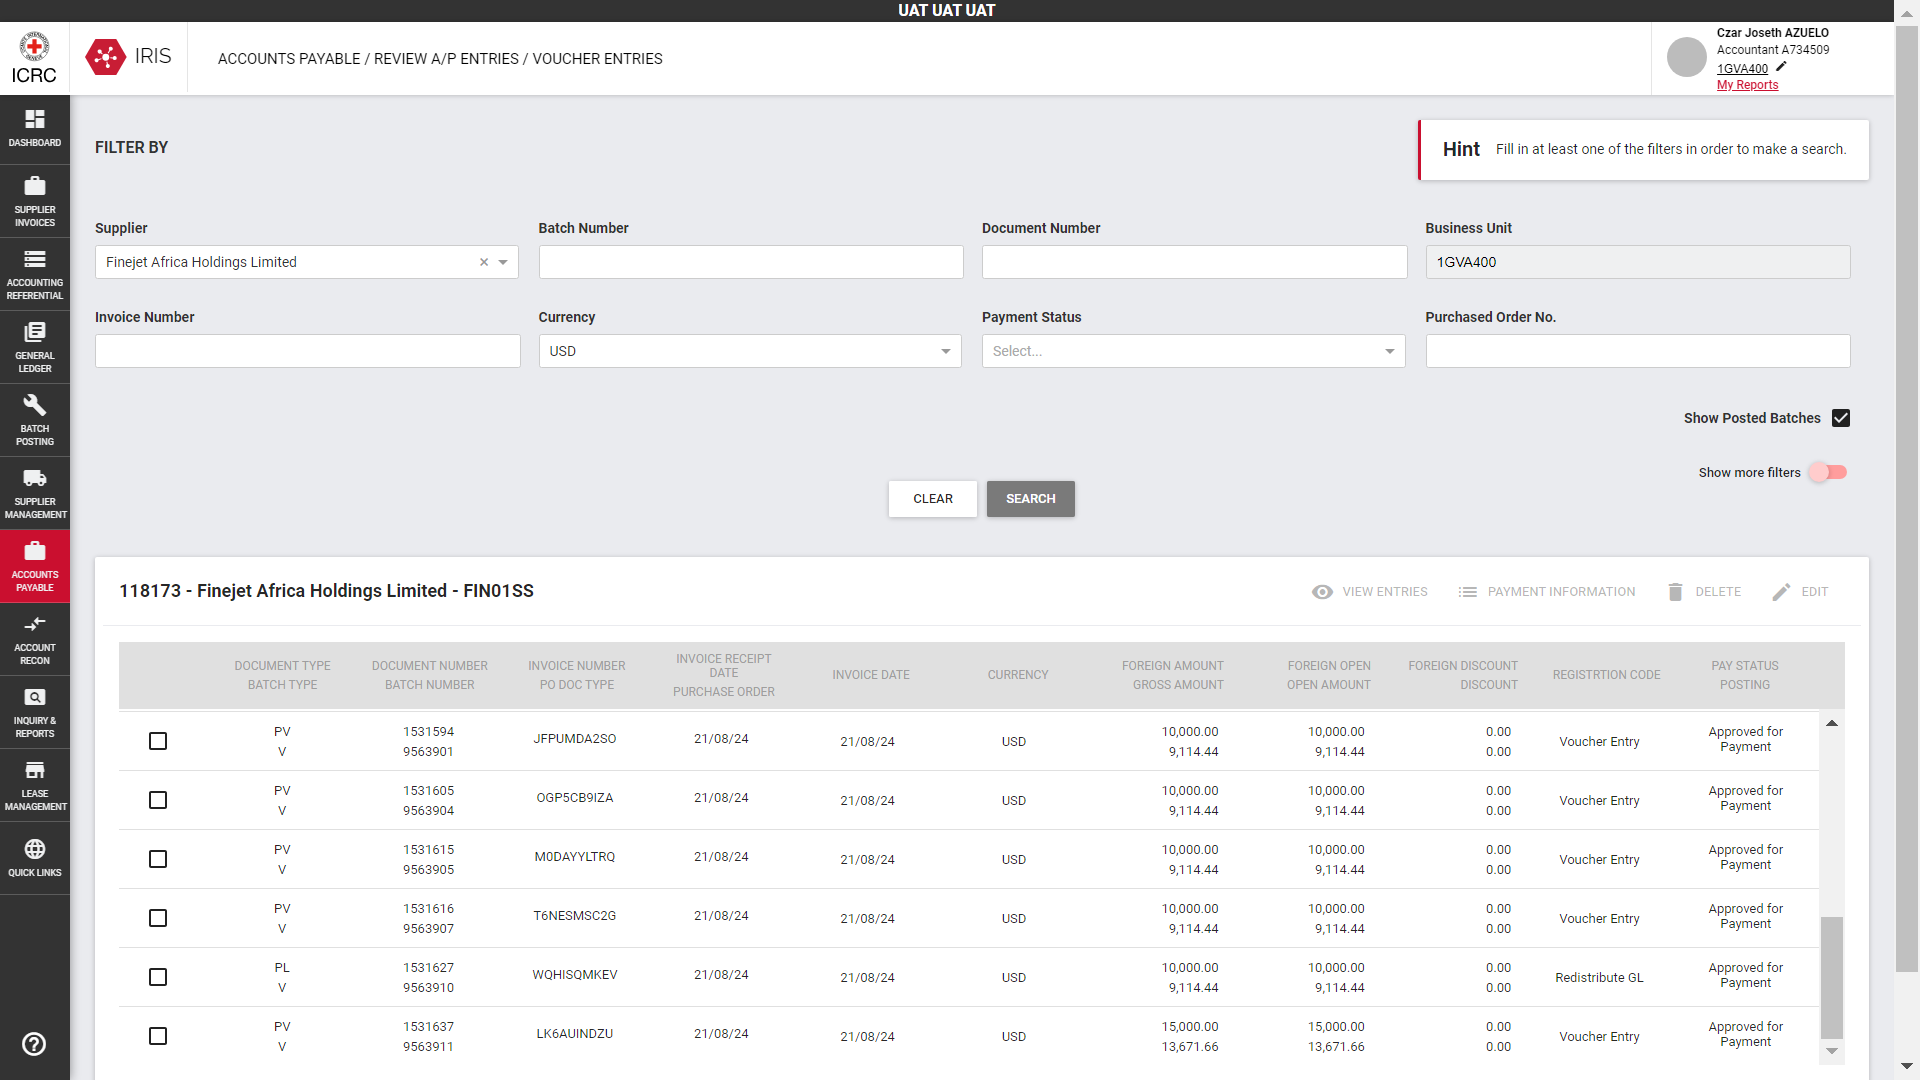 UAT UAT UAT
ICRC
IRIS
ACCOUNTS PAYABLE / REVIEW A/P ENTRIES / VOUCHER ENTRIES
Czar Joseth AZUELO
Accountant A734509
1GVA400
My Reports
DASHBOARD
SUPPLIER
INVOICES
ACCOUNTING
REFERENTIAL
GENERAL
LEDGER
BATCH
POSTING
SUPPLIER
MANAGEMENT
ACCOUNTS
PAYABLE
ACCOUNT
RECON
INQUIRY &
REPORTS
LEASE
MANAGEMENT
QUICK LINKS
FILTER BY
Hint Fill in at least one of the filters in order to make a search.
Supplier Batch Number Document Number Business Unit
Finejet Africa Holdings Limited 1GVA400
Invoice Number Currency Payment Status Purchased Order No.
USD Select...
Show Posted Batches
Show more filters
CLEAR SEARCH
118173 - Finejet Africa Holdings Limited - FIN01SS
VIEW ENTRIES PAYMENT INFORMATION DELETE EDIT
DOCUMENT TYPE
BATCH TYPE
DOCUMENT NUMBER
BATCH NUMBER
INVOICE NUMBER
PO DOC TYPE
INVOICE RECEIPT
DATE
PURCHASE ORDER
INVOICE DATE
CURRENCY
FOREIGN AMOUNT
GROSS AMOUNT
FOREIGN OPEN
OPEN AMOUNT
FOREIGN DISCOUNT
DISCOUNT
REGISTRTION CODE
PAY STATUS
POSTING
PV 1531594 JFPUMDA2SO 21/08/24 21/08/24 USD 10,000.00 10,000.00 0.00 Voucher Entry Approved for
V 9563901 9,114.44 9,114.44 0.00 Payment
PV 1531605 OGP5CB9IZA 21/08/24 21/08/24 USD 10,000.00 10,000.00 0.00 Voucher Entry Approved for
V 9563904 9,114.44 9,114.44 0.00 Payment
PV 1531615 M0DAYYLTRQ 21/08/24 21/08/24 USD 10,000.00 10,000.00 0.00 Voucher Entry Approved for
V 9563905 9,114.44 9,114.44 0.00 Payment
PV 1531616 T6NESMSC2G 21/08/24 21/08/24 USD 10,000.00 10,000.00 0.00 Voucher Entry Approved for
V 9563907 9,114.44 9,114.44 0.00 Payment
PL 1531627 WQHISQMKEV 21/08/24 21/08/24 USD 10,000.00 10,000.00 0.00 Redistribute GL Approved for
V 9563910 9,114.44 9,114.44 0.00 Payment
PV 1531637 LK6AUINDZU 21/08/24 21/08/24 USD 15,000.00 15,000.00 0.00 Voucher Entry Approved for
V 9563911 13,671.66 13,671.66 0.00 Payment